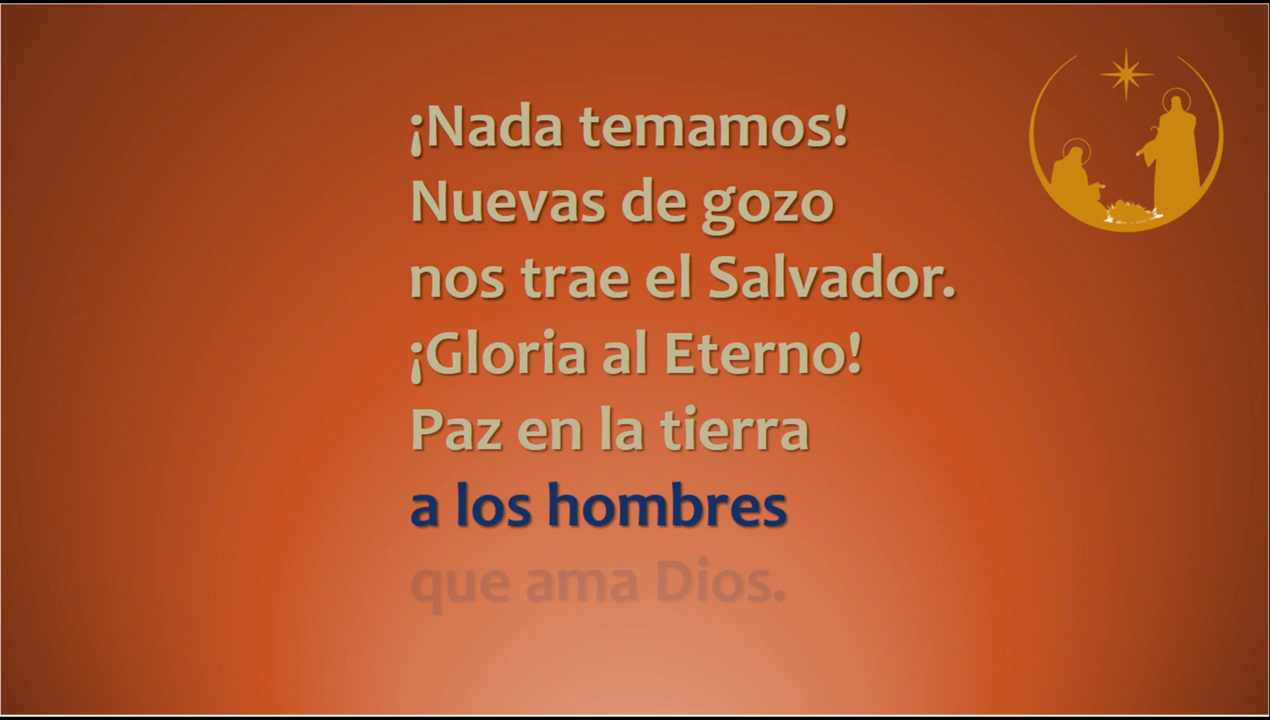 ¡Nada temamos!
Nuevas de gozo
nos trae el Salvador.
¡Gloria al Eterno!
Paz en la tierra
a los hombres
que ama Dios.